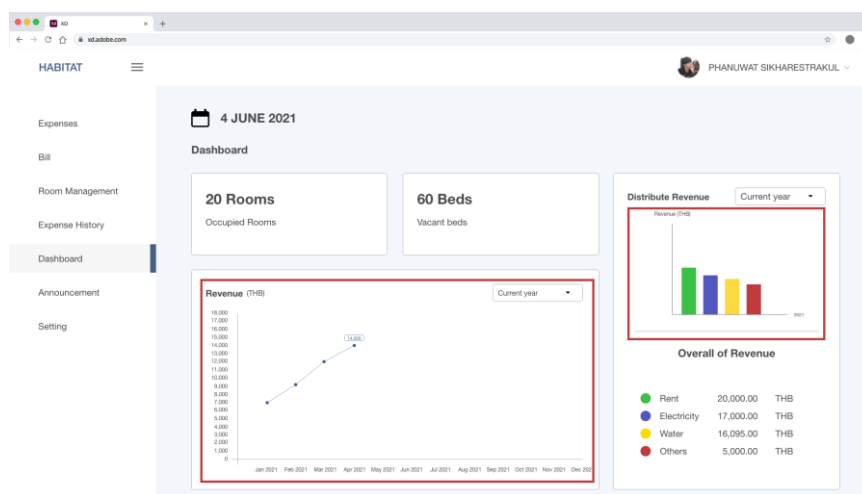 XD
xd.adobe.com
HABITAT
PHANUWAT SIKHARESTRAKUL
Expenses
Bill
Room Management
Expense History
Dashboard
Announcement
Setting
4 JUNE 2021
Dashboard
20 Rooms
Occupied Rooms
60 Beds
Vacant beds
Revenue (THB)
Current year
18,000
17,000
16,000
15,000
14,000
13,000
12,000
11,000
10,000
9,000
8,000
7,000
6,000
5,000
4,000
3,000
2,000
1,000
0
14,000
Jan 2021 Feb 2021 Mar 2021 Apr 2021 May 2021 Jun 2021 Jul 2021 Aug 2021 Sep 2021 Oct 2021 Nov 2021 Dec 202
Distribute Revenue
Current year
Revenue (THB)
2021
Overall of Revenue
Rent 20,000.00 THB
Electricity 17,000.00 THB
Water 16,095.00 THB
Others 5,000.00 THB